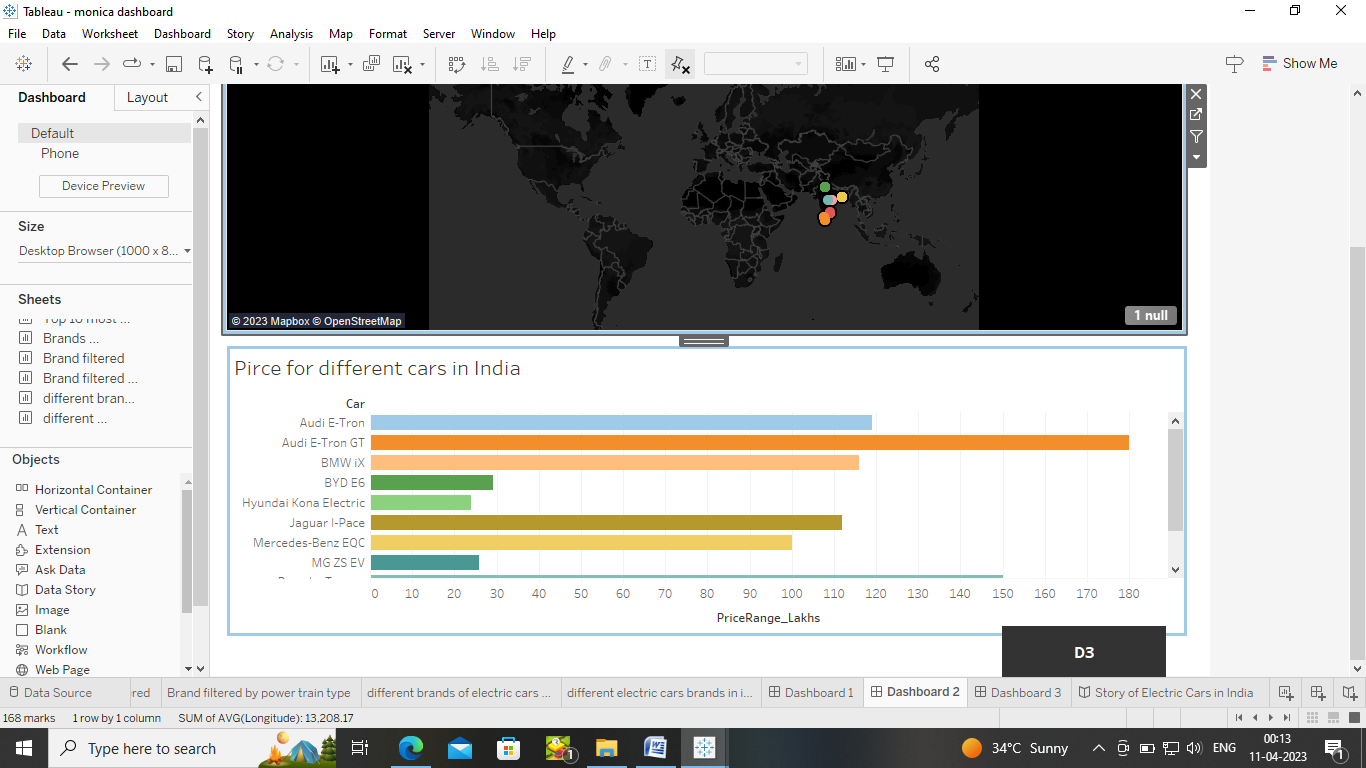 Tableau - monica dashboard
File Data Worksheet Dashboard Story Analysis Map Format Server Window Help
Show Me
Dashboard Layout
Default
Phone
Device Preview
Size
Desktop Browser (1000 x 8...
Sheets
Top 10 most ...
Brands ...
Brand filtered
Brand filtered ...
different bran...
different ...
Objects
Horizontal Container
Vertical Container
Text
Extension
Ask Data
Data Story
Image
Blank
Workflow
Web Page
© 2023 Mapbox © OpenStreetMap
1 null
Pirce for different cars in India
Car
Audi E-Tron
Audi E-Tron GT
BMW iX
BYD E6
Hyundai Kona Electric
Jaguar I-Pace
Mercedes-Benz EQC
MG ZS EV
0 10 20 30 40 50 60 70 80 90 100 110 120 130 140 150 160 170 180
PriceRange_Lakhs
D3
Data Source red Brand filtered by power train type different brands of electric cars ... different electric cars brands in i... Dashboard 1 Dashboard 2 Dashboard 3 Story of Electric Cars in India
168 marks 1 row by 1 column SUM of AVG(Longitude): 13,208.17
Type here to search
1
34°C Sunny
ENG
00:13
11-04-2023
1